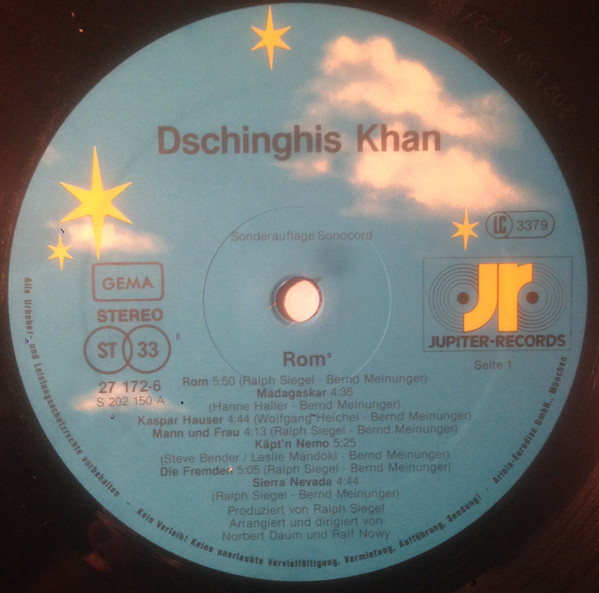 Dschinghis Khan
Sonderauflage Sonocord
LC 3379
GEMA
STEREO
ST 33
27 172-6
S 202 150 A
jr
JUPITER-RECORDS
Seite 1
Rom
Rom 5:50 (Ralph Siegel - Bernd Meinunger)
Madagaskar 4:35
(Hanne Haller - Bernd Meinunger)
Kaspar Hauser 4:44 (Wolfgang Heichel - Bernd Meinunger)
Mann und Frau 4:13 (Ralph Siegel - Bernd Meinunger)
Käpt'n Nemo 5:25
(Steve Bender / Leslie Mandoki - Bernd Meinunger)
Die Fremden 5:05 (Ralph Siegel - Bernd Meinunger)
Sierra Nevada 4:44
(Ralph Siegel - Bernd Meinunger)
Produziert von Ralph Siegel
Arrangiert und dirigiert von
Norbert Daum und Ralf Nowy
Alle Urheber- und Leistungsschutzrechte vorbehalten - Kein Verleih! Keine unerlaubte Vervielfältigung, Vermietung, Aufführung, Sendung! - Ariola-Eurodisc GmbH., München